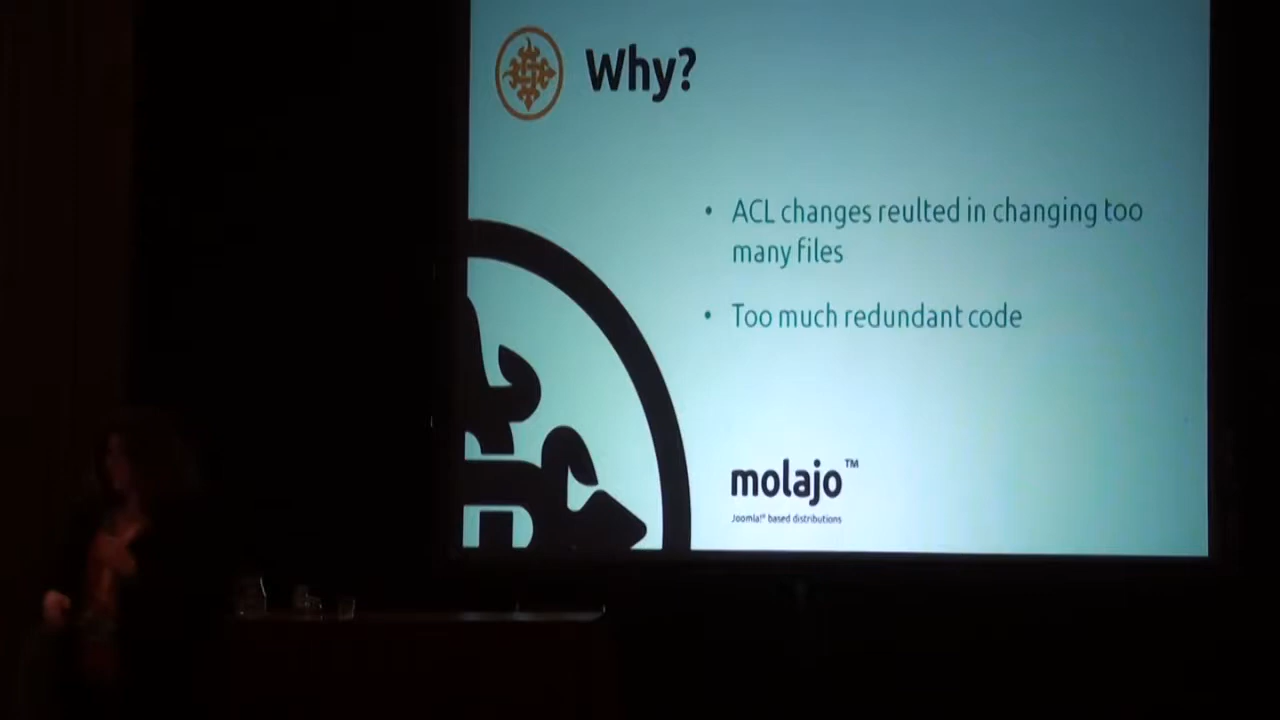 Why?
• ACL changes reulted in changing too
many files
• Too much redundant code
molajo™
Joomla!® based distributions